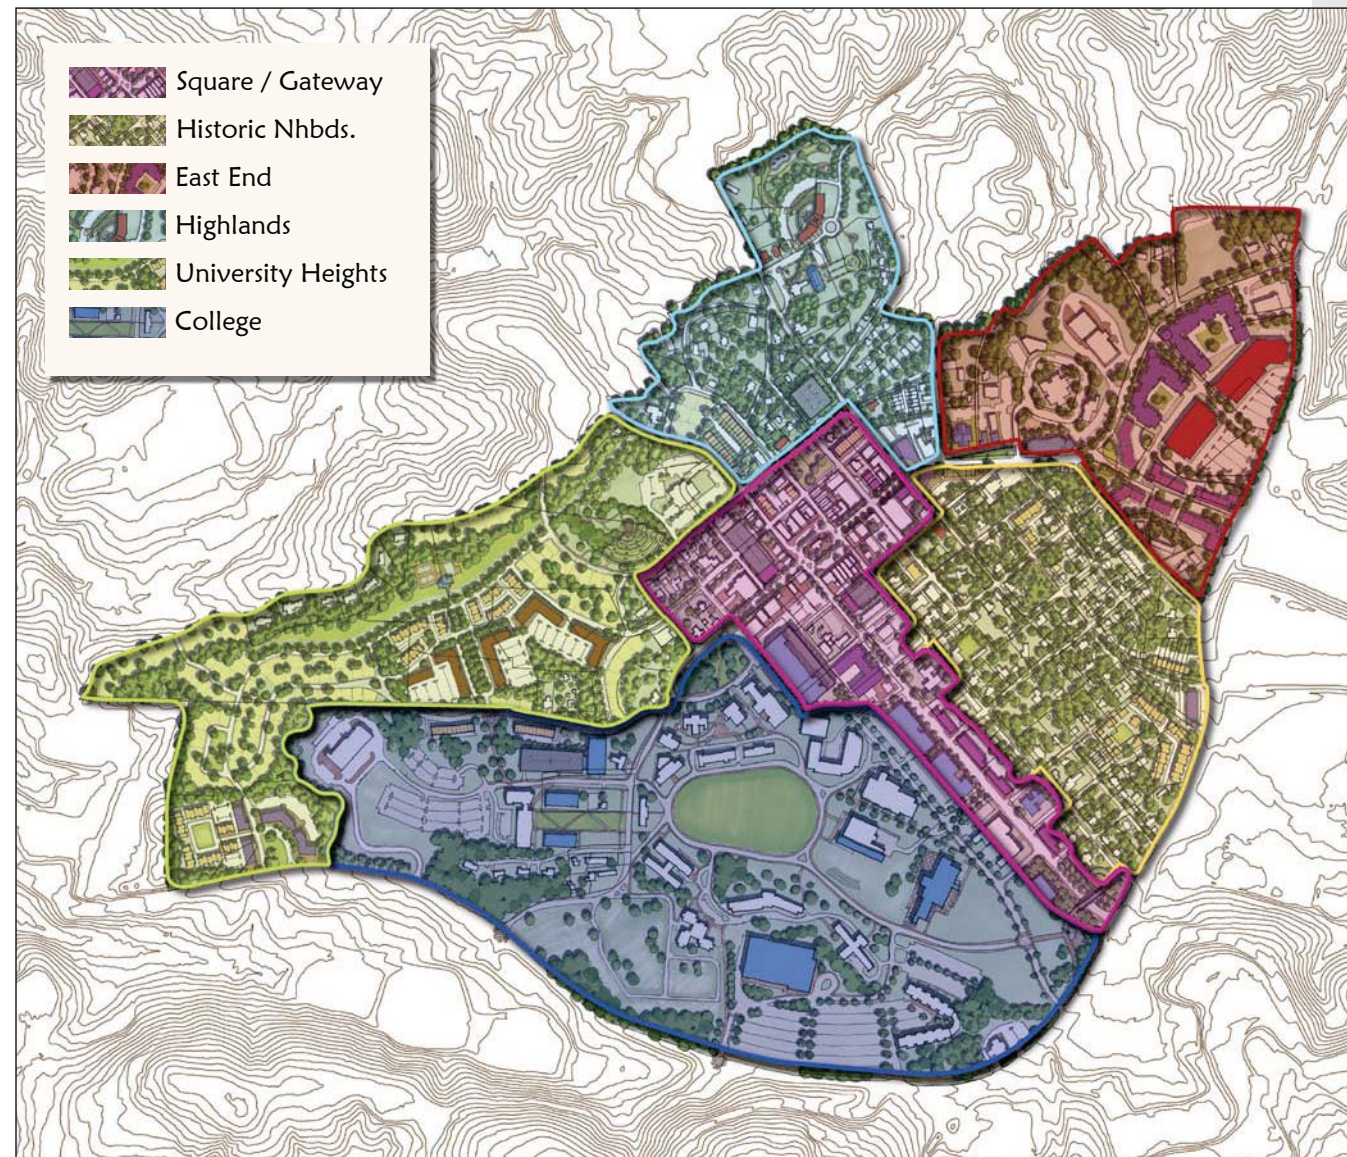 Square / Gateway
Historic Nhbds.
East End
Highlands
University Heights
College